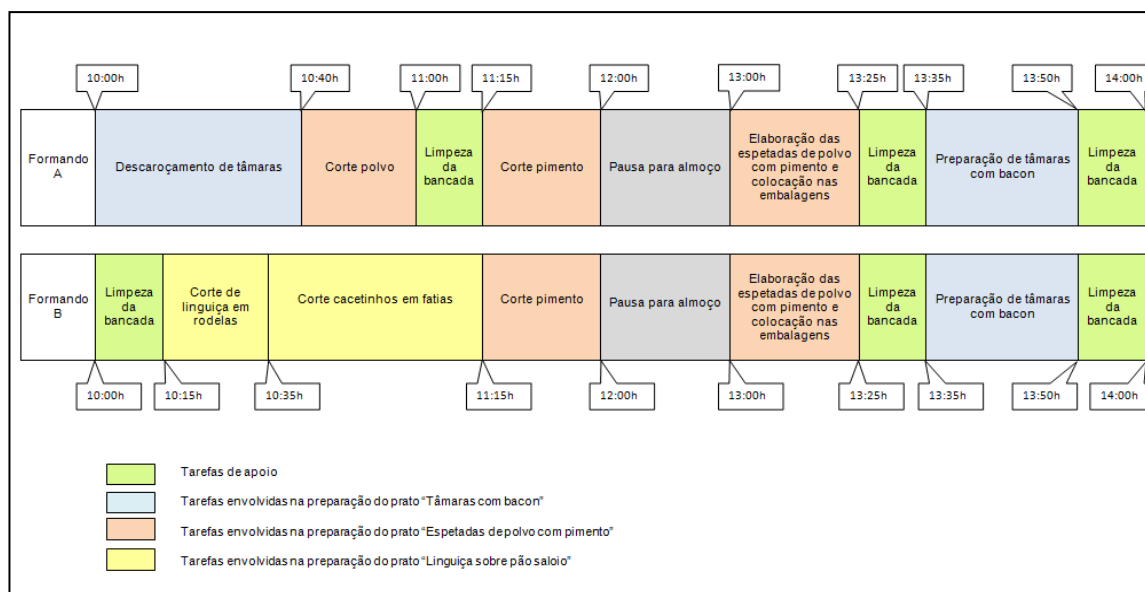 10:00h
10:40h
11:00h
11:15h
12:00h
13:00h
13:25h
13:35h
13:50h
14:00h
Formando
A
Descaroçamento de tâmaras
Corte polvo
Limpeza
da
bancada
Corte pimento
Pausa para almoço
Elaboração das
espetadas de polvo
com pimento e
colocação nas
embalagens
Limpeza
da
bancada
Preparação de tâmaras
com bacon
Limpeza
da
bancada
Formando
B
Limpeza
da
bancada
Corte de
linguiça em
rodelas
Corte cacetinhos em fatias
Corte pimento
Pausa para almoço
Elaboração das
espetadas de polvo
com pimento e
colocação nas
embalagens
Limpeza
da
bancada
Preparação de tâmaras
com bacon
Limpeza
da
bancada
10:00h
10:15h
10:35h
11:15h
12:00h
13:00h
13:25h
13:35h
13:50h
14:00h
Tarefas de apoio
Tarefas envolvidas na preparação do prato “Tâmaras com bacon”
Tarefas envolvidas na preparação do prato “Espetadas de polvo com pimento”
Tarefas envolvidas na preparação do prato “Linguiça sobre pão saloio”